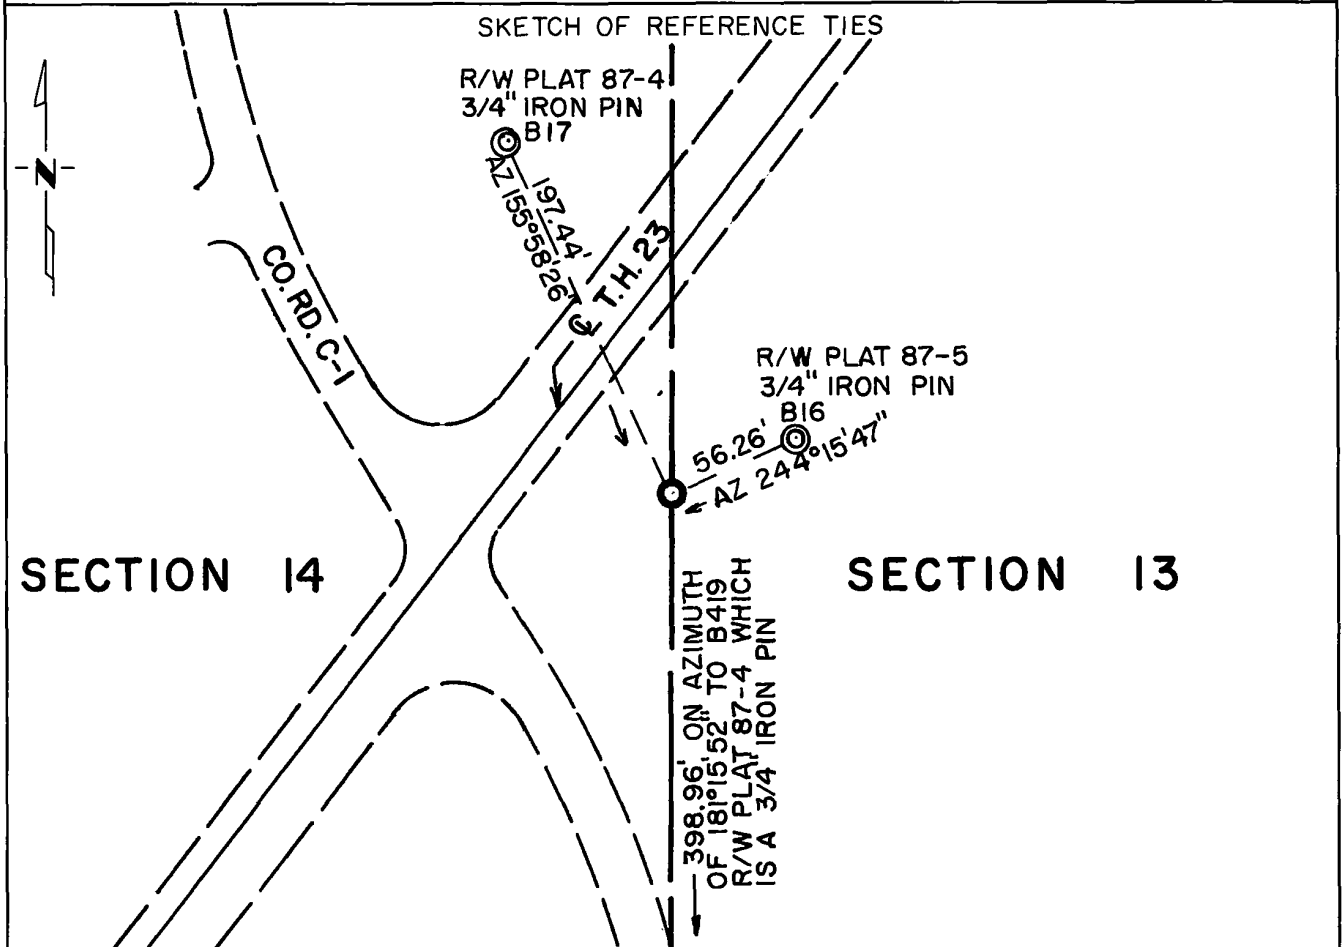 SKETCH OF REFERENCE TIES
R/W PLAT 87-4
3/4" IRON PIN
B17
N
197.44'
AZ 155°58'26"
CO. RD. C-1
℄ T.H. 23
R/W PLAT 87-5
3/4" IRON PIN
B16
56.26'
AZ 244°15'47"
SECTION 14
SECTION 13
398.96' ON AZIMUTH
OF 181°15'52" TO B419
R/W PLAT 87-4 WHICH
IS A 3/4" IRON PIN